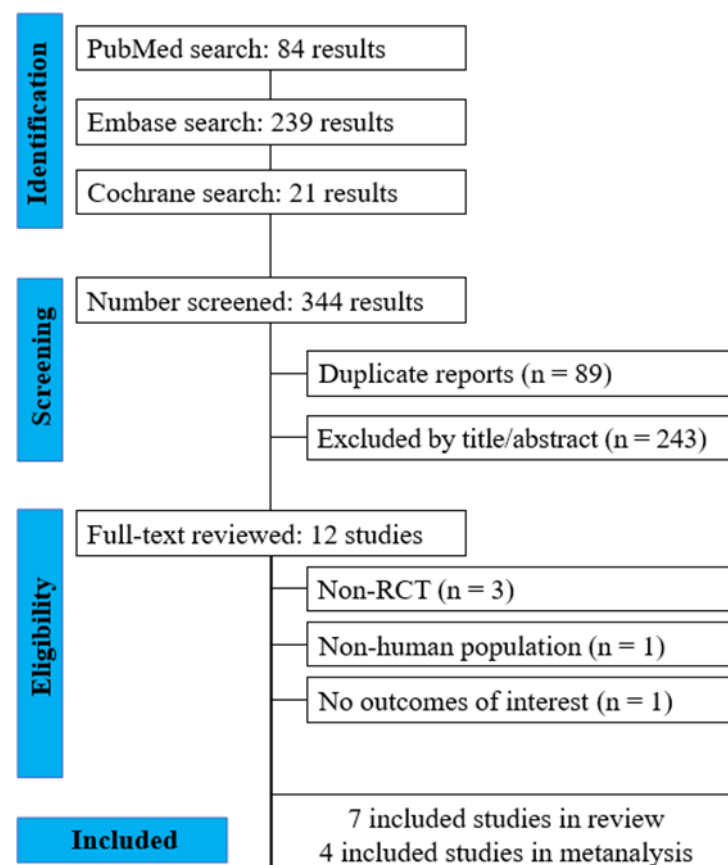 Identification
PubMed search: 84 results
Embase search: 239 results
Cochrane search: 21 results
Screening
Number screened: 344 results
Duplicate reports (n = 89)
Excluded by title/abstract (n = 243)
Eligibility
Full-text reviewed: 12 studies
Non-RCT (n = 3)
Non-human population (n = 1)
No outcomes of interest (n = 1)
Included
7 included studies in review
4 included studies in metanalysis